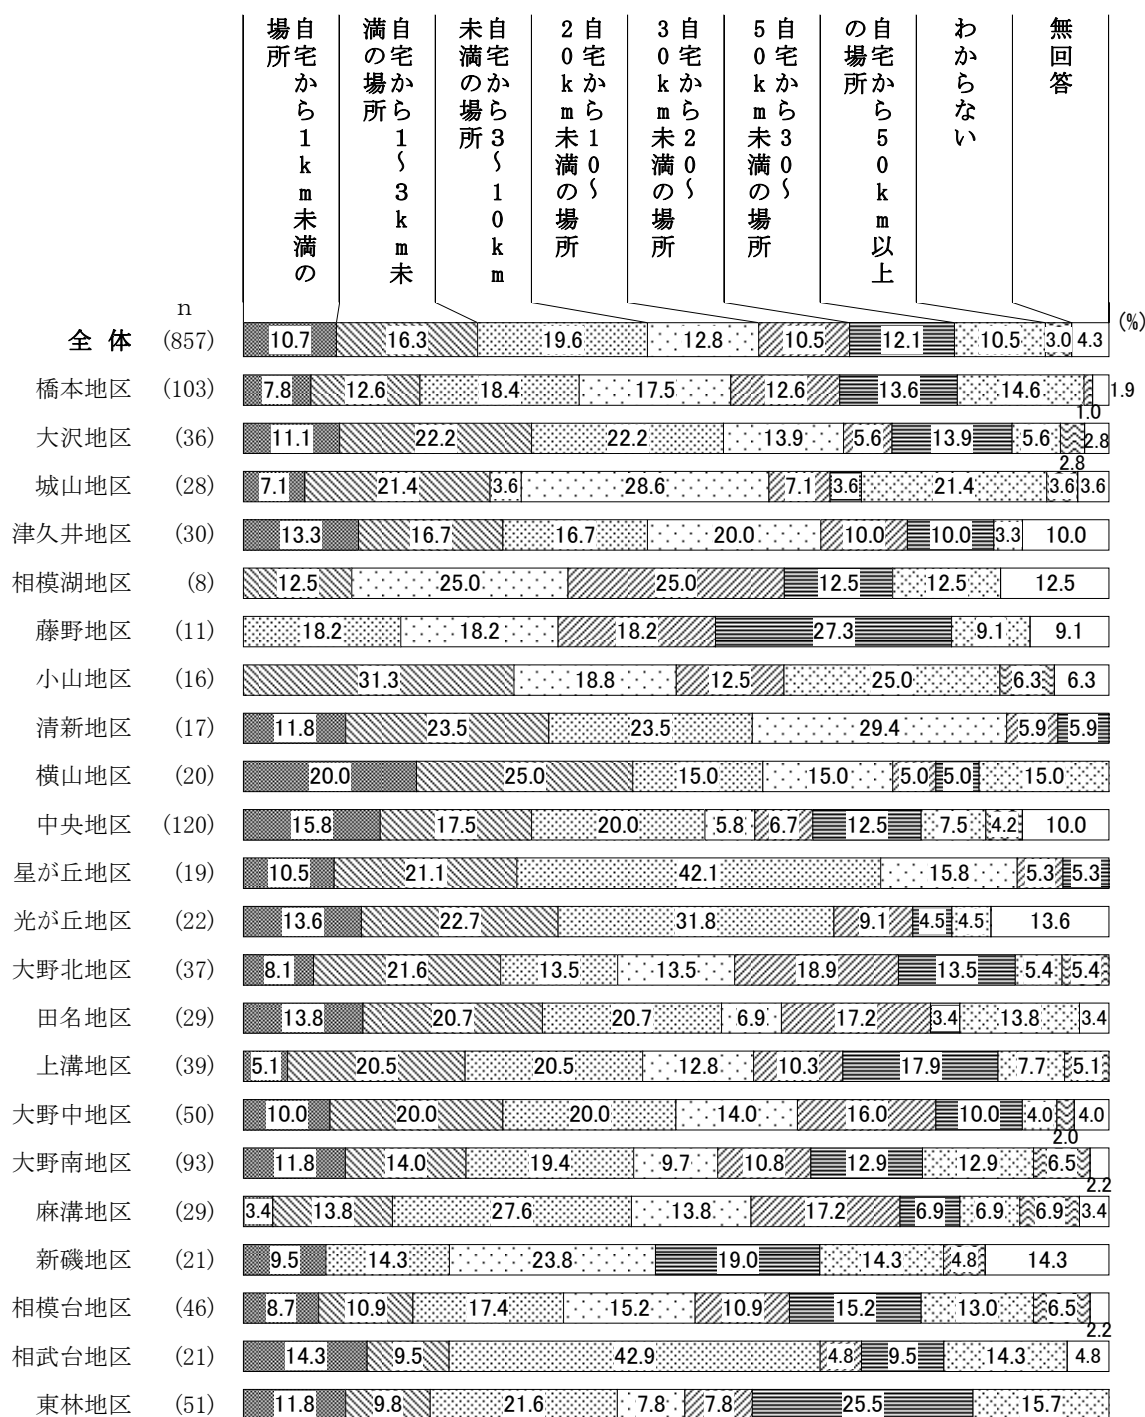 自宅から１ｋｍ未満の
場所
自宅から１～３ｋｍ未
満の場所
自宅から３～１０ｋｍ
未満の場所
自宅から１０～
２０ｋｍ未満の場所
自宅から２０～
３０ｋｍ未満の場所
自宅から３０～
５０ｋｍ未満の場所
自宅から５０ｋｍ以上
の場所
わからない
無回答
ｎ
(%)
全 体 (857) 10.7 16.3 19.6 12.8 10.5 12.1 10.5 3.0 4.3
橋本地区 (103) 7.8 12.6 18.4 17.5 12.6 13.6 14.6 1.0 1.9
大沢地区 (36) 11.1 22.2 22.2 13.9 5.6 13.9 5.6 2.8 2.8
城山地区 (28) 7.1 21.4 3.6 28.6 7.1 3.6 21.4 3.6 3.6
津久井地区 (30) 13.3 16.7 16.7 20.0 10.0 10.0 3.3 10.0
相模湖地区 (8) 12.5 25.0 25.0 12.5 12.5 12.5
藤野地区 (11) 18.2 18.2 18.2 27.3 9.1 9.1
小山地区 (16) 31.3 18.8 12.5 25.0 6.3 6.3
清新地区 (17) 11.8 23.5 23.5 29.4 5.9 5.9
横山地区 (20) 20.0 25.0 15.0 15.0 5.0 5.0 15.0
中央地区 (120) 15.8 17.5 20.0 5.8 6.7 12.5 7.5 4.2 10.0
星が丘地区 (19) 10.5 21.1 42.1 15.8 5.3 5.3
光が丘地区 (22) 13.6 22.7 31.8 9.1 4.5 4.5 13.6
大野北地区 (37) 8.1 21.6 13.5 13.5 18.9 13.5 5.4 5.4
田名地区 (29) 13.8 20.7 20.7 6.9 17.2 3.4 13.8 3.4
上溝地区 (39) 5.1 20.5 20.5 12.8 10.3 17.9 7.7 5.1
大野中地区 (50) 10.0 20.0 20.0 14.0 16.0 10.0 4.0 2.0 4.0
大野南地区 (93) 11.8 14.0 19.4 9.7 10.8 12.9 12.9 6.5 2.2
麻溝地区 (29) 3.4 13.8 27.6 13.8 17.2 6.9 6.9 6.9 3.4
新磯地区 (21) 9.5 14.3 23.8 19.0 14.3 4.8 14.3
相模台地区 (46) 8.7 10.9 17.4 15.2 10.9 15.2 13.0 6.5 2.2
相武台地区 (21) 14.3 9.5 42.9 4.8 9.5 14.3 4.8
東林地区 (51) 11.8 9.8 21.6 7.8 7.8 25.5 15.7